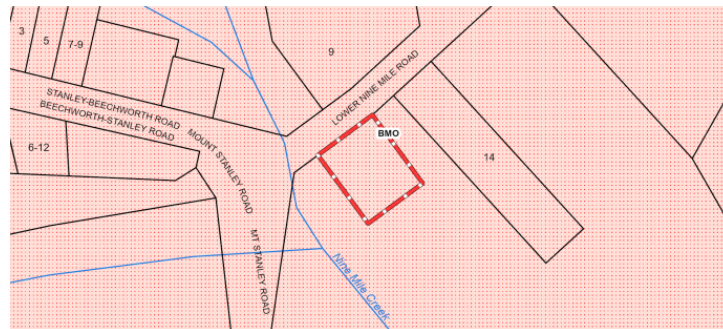 3
5
7-9
9
LOWER NINE MILE ROAD
BMO
STANLEY-BEECHWORTH ROAD
BEECHWORTH-STANLEY ROAD
MOUNT STANLEY ROAD
6-12
14
MT STANLEY ROAD
Nine Mile Creek